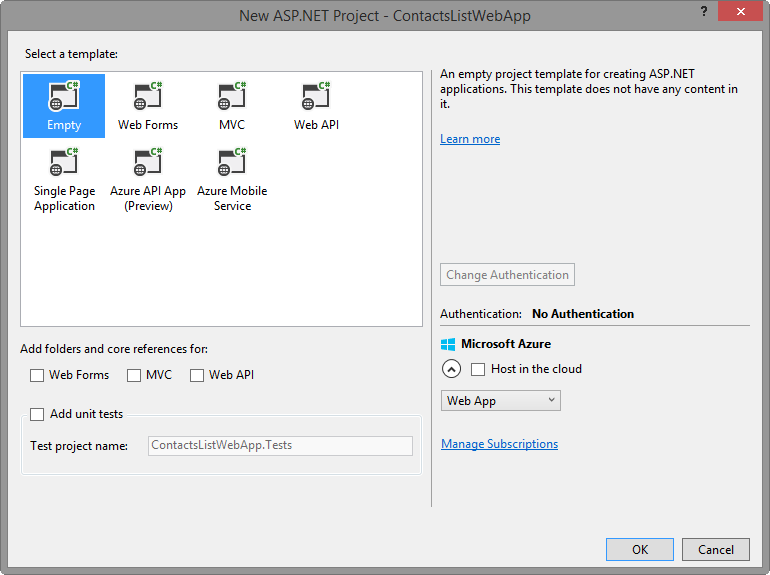 New ASP.NET Project - ContactsListWebApp
?
Select a template:
C# C# C# C#
Empty Web Forms MVC Web API
C# C# C#
Single Page Azure API App Azure Mobile
Application (Preview) Service
An empty project template for creating ASP.NET
applications. This template does not have any content in
it.
Learn more
Change Authentication
Authentication: No Authentication
Add folders and core references for:
Web Forms MVC Web API
Add unit tests
Test project name: ContactsListWebApp.Tests
Microsoft Azure
Host in the cloud
Web App
Manage Subscriptions
OK Cancel